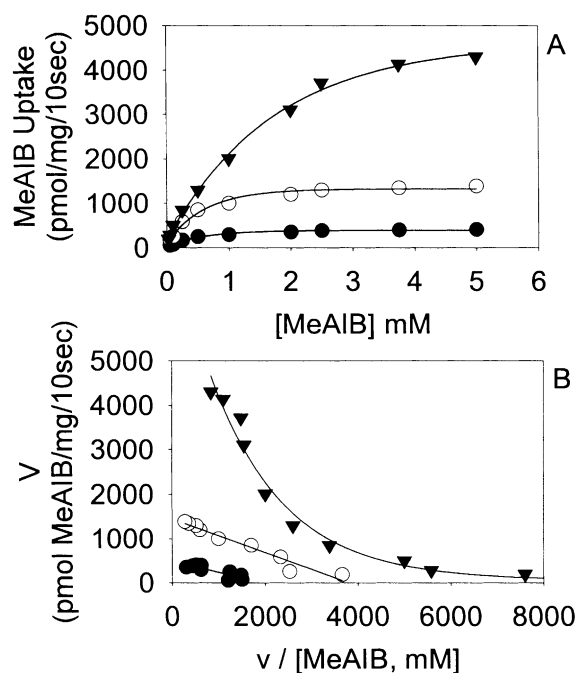 A
MeAIB Uptake
(pmol/mg/10sec)
5000
4000
3000
2000
1000
0
0 1 2 3 4 5 6
[MeAIB] mM
B
V
(pmol MeAIB/mg/10sec)
5000
4000
3000
2000
1000
0
0 2000 4000 6000 8000
v / [MeAIB, mM]